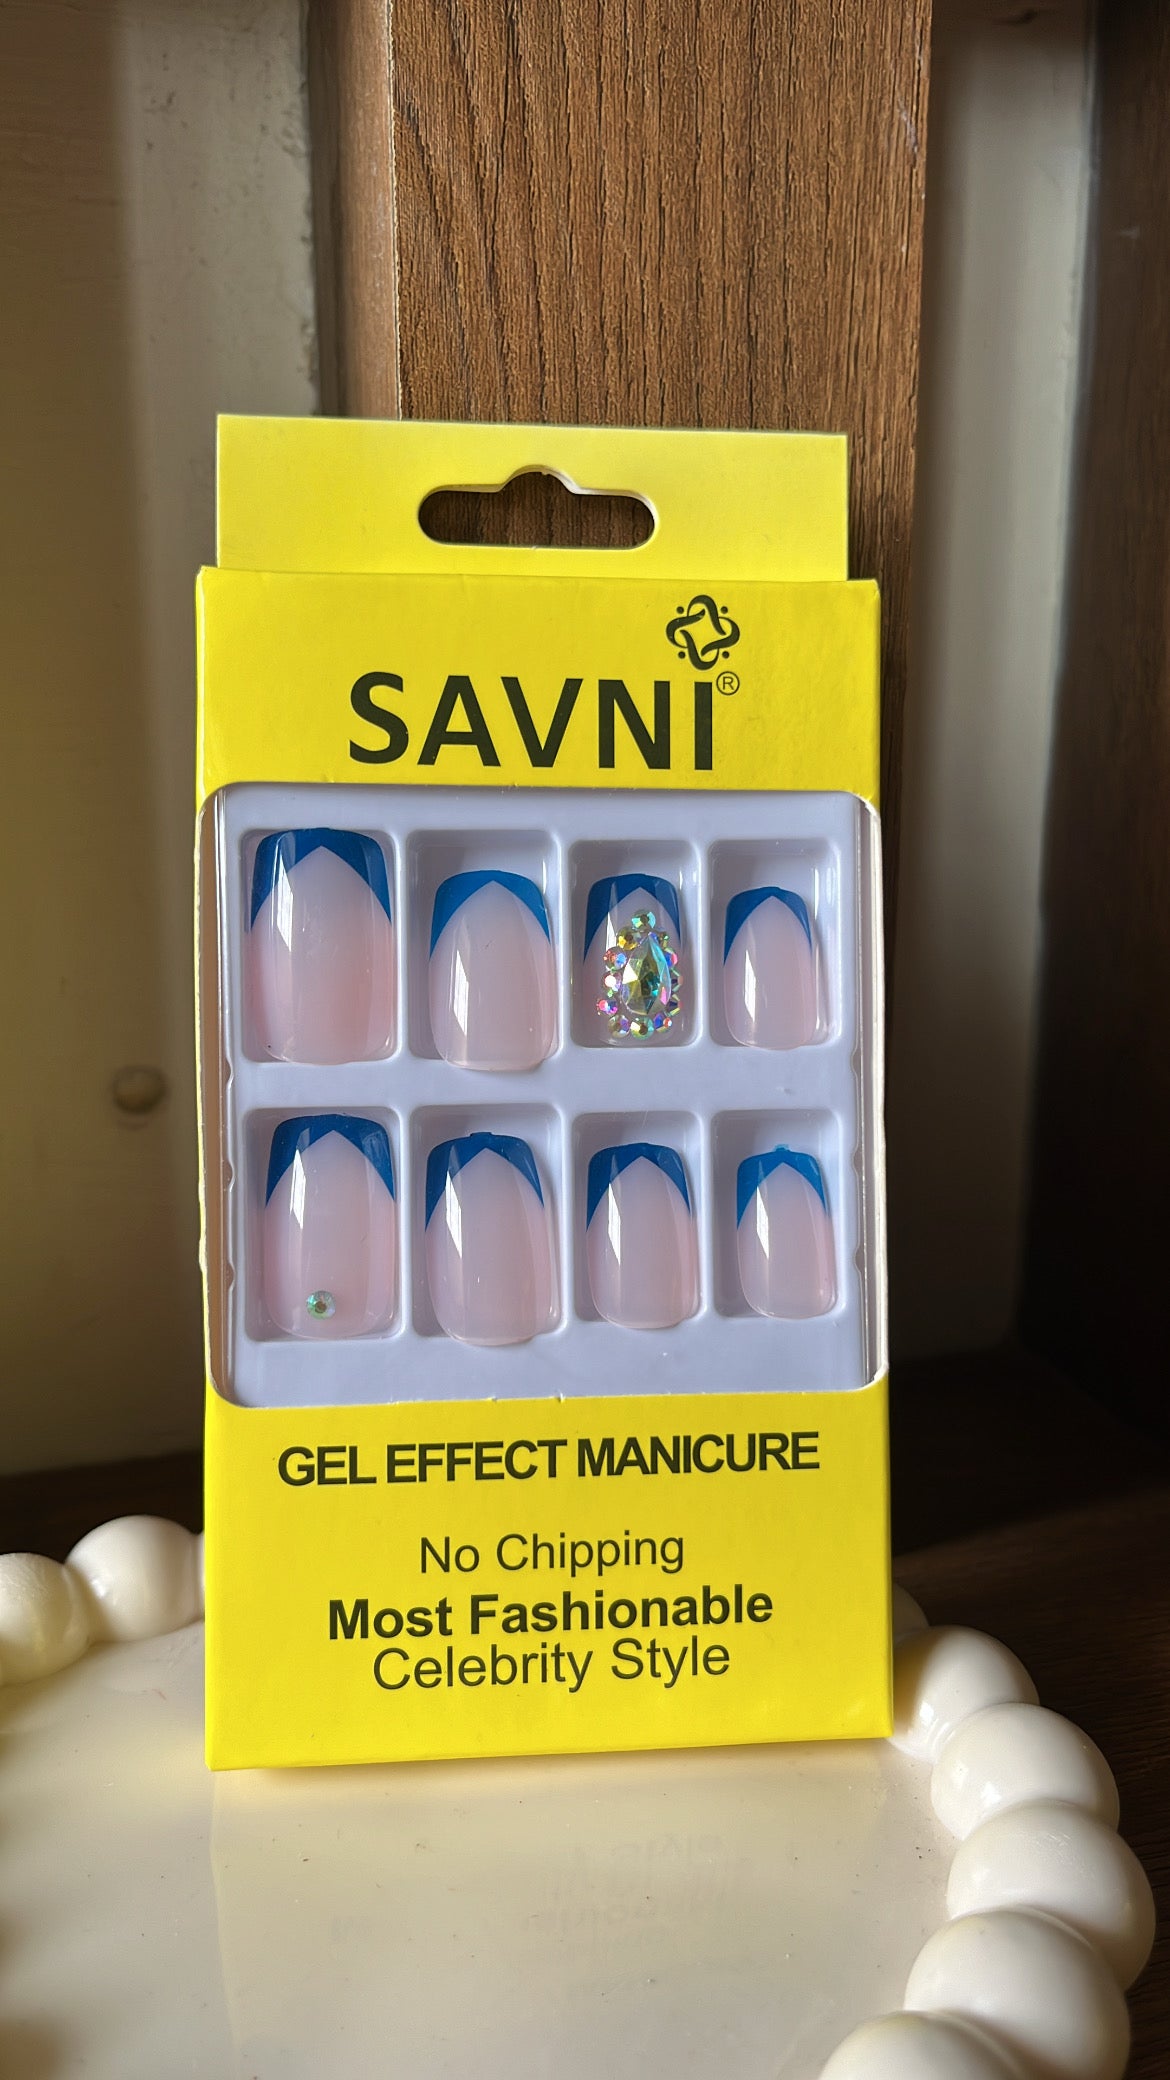 SAVNI®
GEL EFFECT MANICURE
No Chipping
Most Fashionable
Celebrity Style